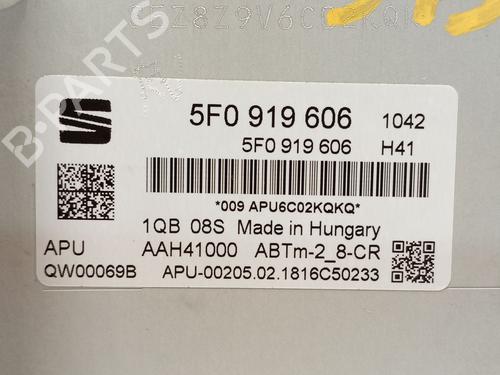 5F0 919 606 1042
5F0 919 606 H41
*009 APU6C02KQKQ*
1QB 08S Made in Hungary
APU AAH41000 ABTm-2_8-CR
QW00069B APU-00205.02.1816C50233
B-PARTS